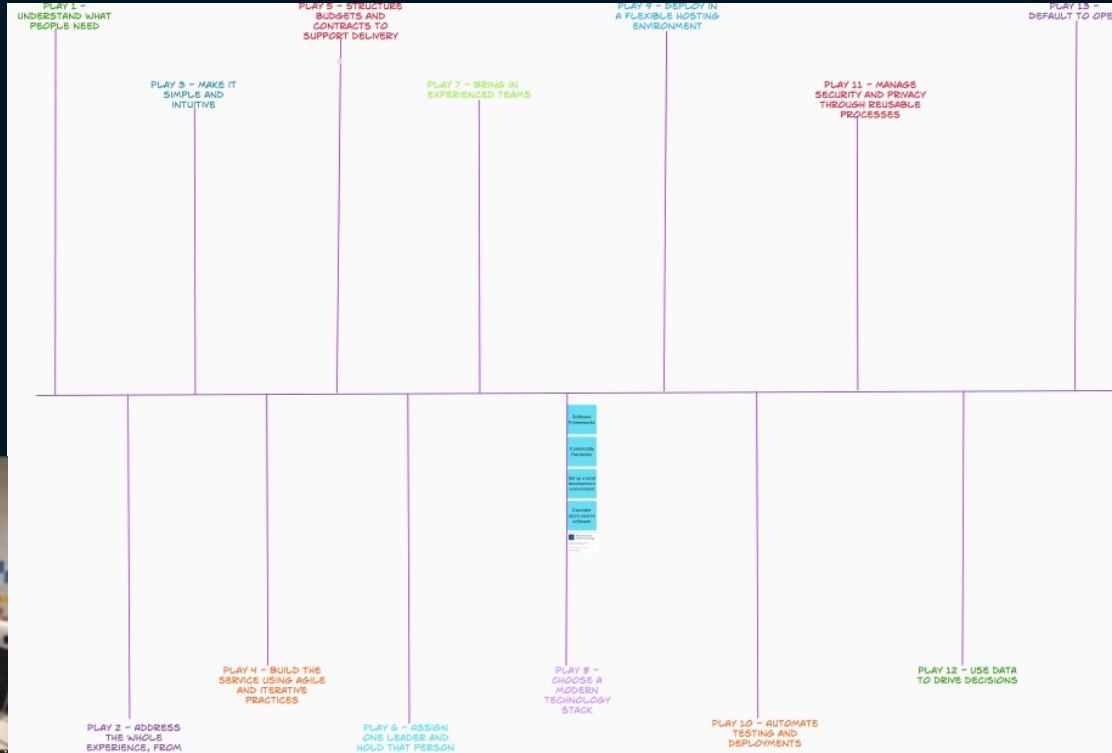 PLAY 1 –
UNDERSTAND WHAT
PEOPLE NEED
PLAY 5 – STRUCTURE
BUDGETS AND
CONTRACTS TO
SUPPORT DELIVERY
PLAY 9 – DEPLOY IN
A FLEXIBLE HOSTING
ENVIRONMENT
PLAY 13 –
DEFAULT TO OPE
PLAY 3 – MAKE IT
SIMPLE AND
INTUITIVE
PLAY 7 – BRING IN
EXPERIENCED TEAMS
PLAY 11 – MANAGE
SECURITY AND PRIVACY
THROUGH REUSABLE
PROCESSES
Software
Frameworks
Commodity
Hardware
Set up a local
development
environment
Consider
open source
software
PLAY 4 – BUILD THE
SERVICE USING AGILE
AND ITERATIVE
PRACTICES
PLAY 8 –
CHOOSE A
MODERN
TECHNOLOGY
STACK
PLAY 12 – USE DATA
TO DRIVE DECISIONS
PLAY 2 – ADDRESS
THE WHOLE
EXPERIENCE, FROM
PLAY 6 – ASSIGN
ONE LEADER AND
HOLD THAT PERSON
PLAY 10 – AUTOMATE
TESTING AND
DEPLOYMENTS